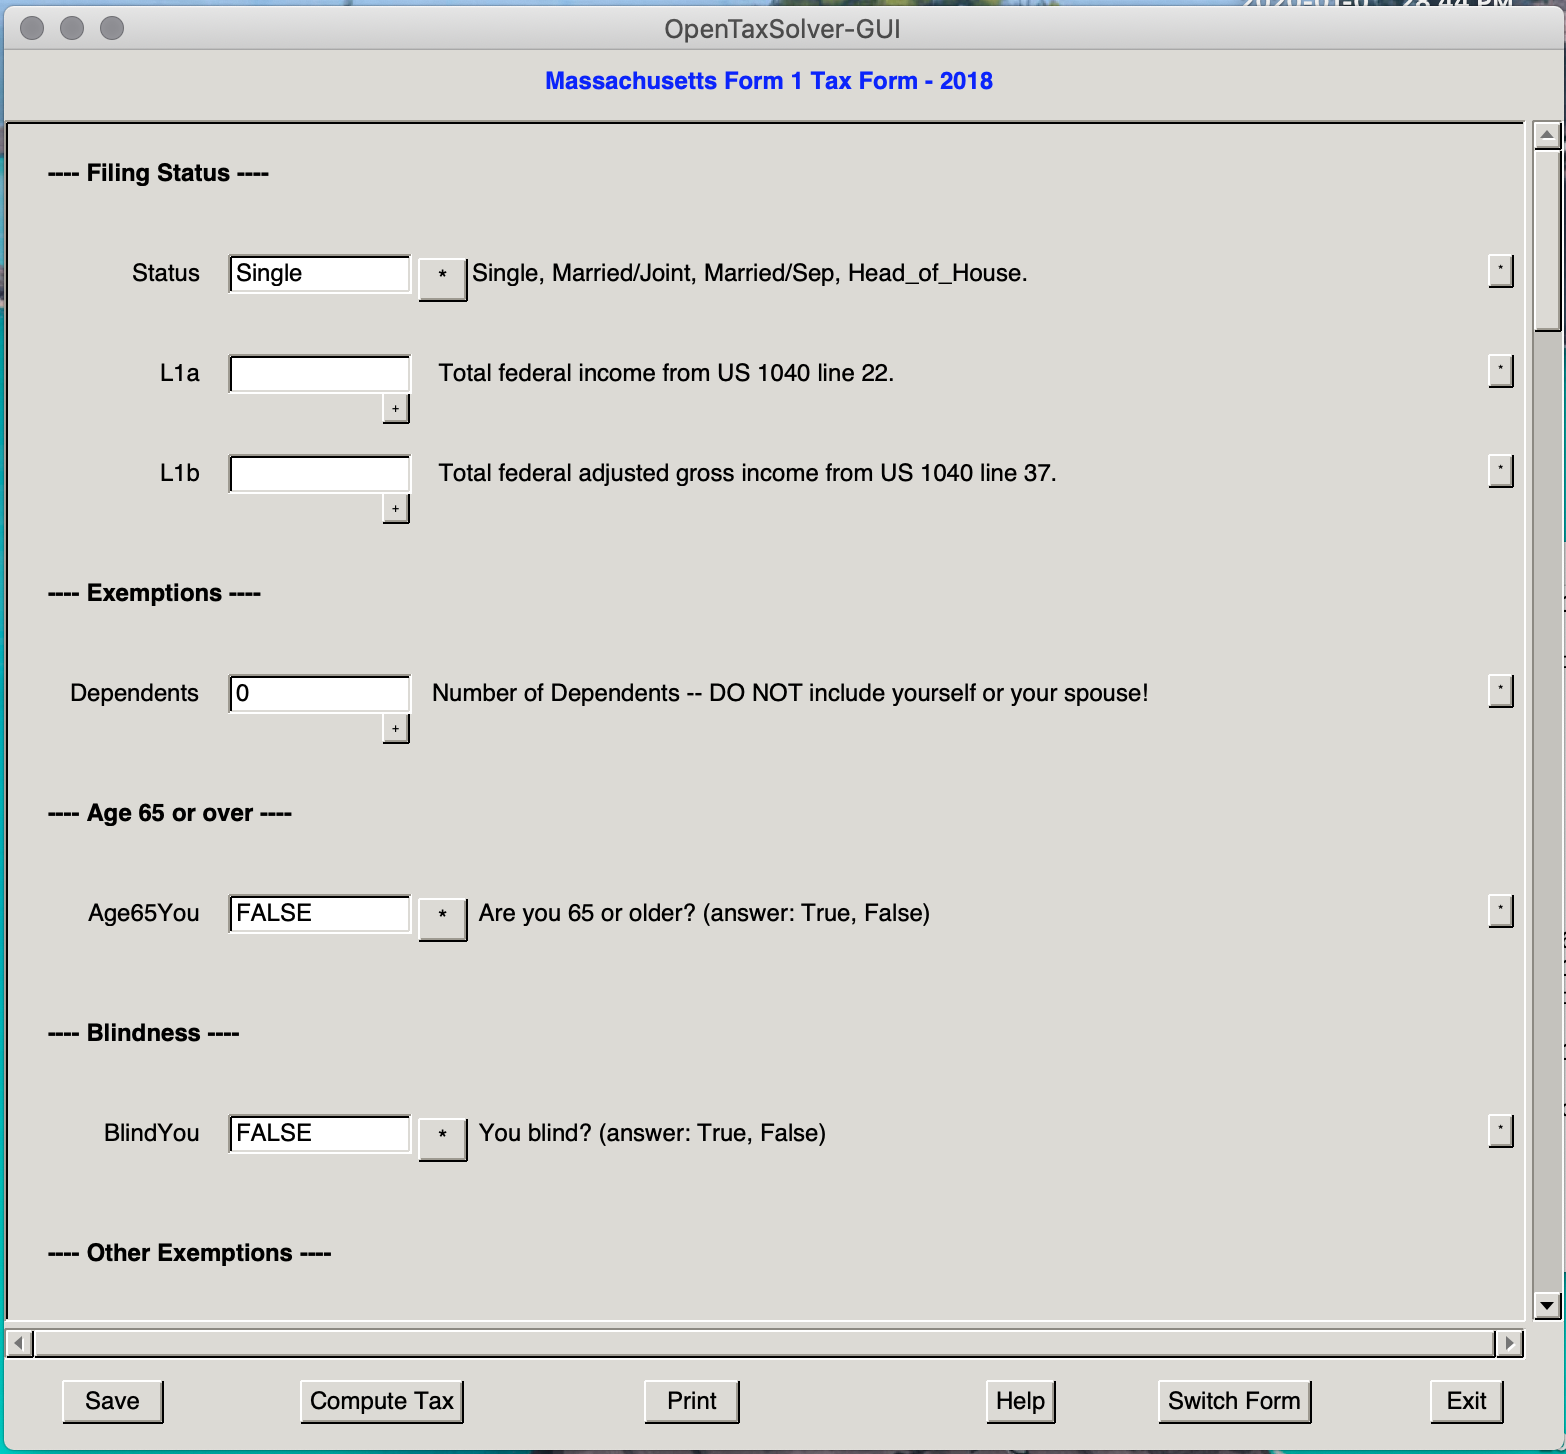 OpenTaxSolver-GUI
Massachusetts Form 1 Tax Form - 2018
---- Filing Status ----
Status Single * Single, Married/Joint, Married/Sep, Head_of_House. *
L1a Total federal income from US 1040 line 22. *
+
L1b Total federal adjusted gross income from US 1040 line 37. *
+
---- Exemptions ----
Dependents 0 Number of Dependents -- DO NOT include yourself or your spouse! *
+
---- Age 65 or over ----
Age65You FALSE * Are you 65 or older? (answer: True, False) *
---- Blindness ----
BlindYou FALSE * You blind? (answer: True, False) *
---- Other Exemptions ----
Save Compute Tax Print Help Switch Form Exit